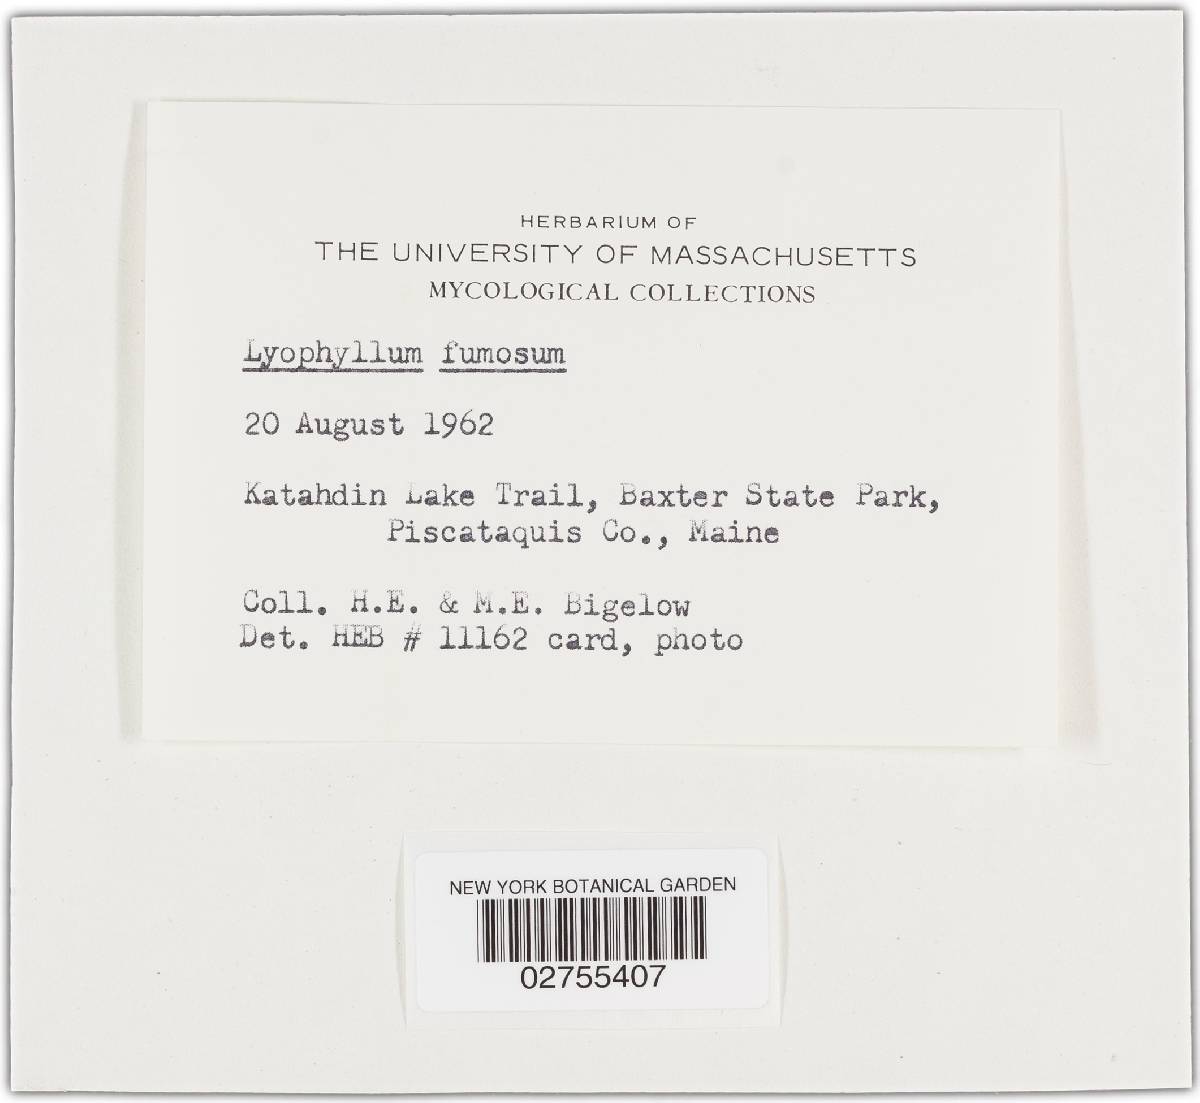 HERBARIUM OF
THE UNIVERSITY OF MASSACHUSETTS
MYCOLOGICAL COLLECTIONS
Lyophyllum fumosum
20 August 1962
Katahdin Lake Trail, Baxter State Park,
Piscataquis Co., Maine
Coll. H.E. & M.E. Bigelow
Det. HEB # 11162 card, photo
NEW YORK BOTANICAL GARDEN
02755407